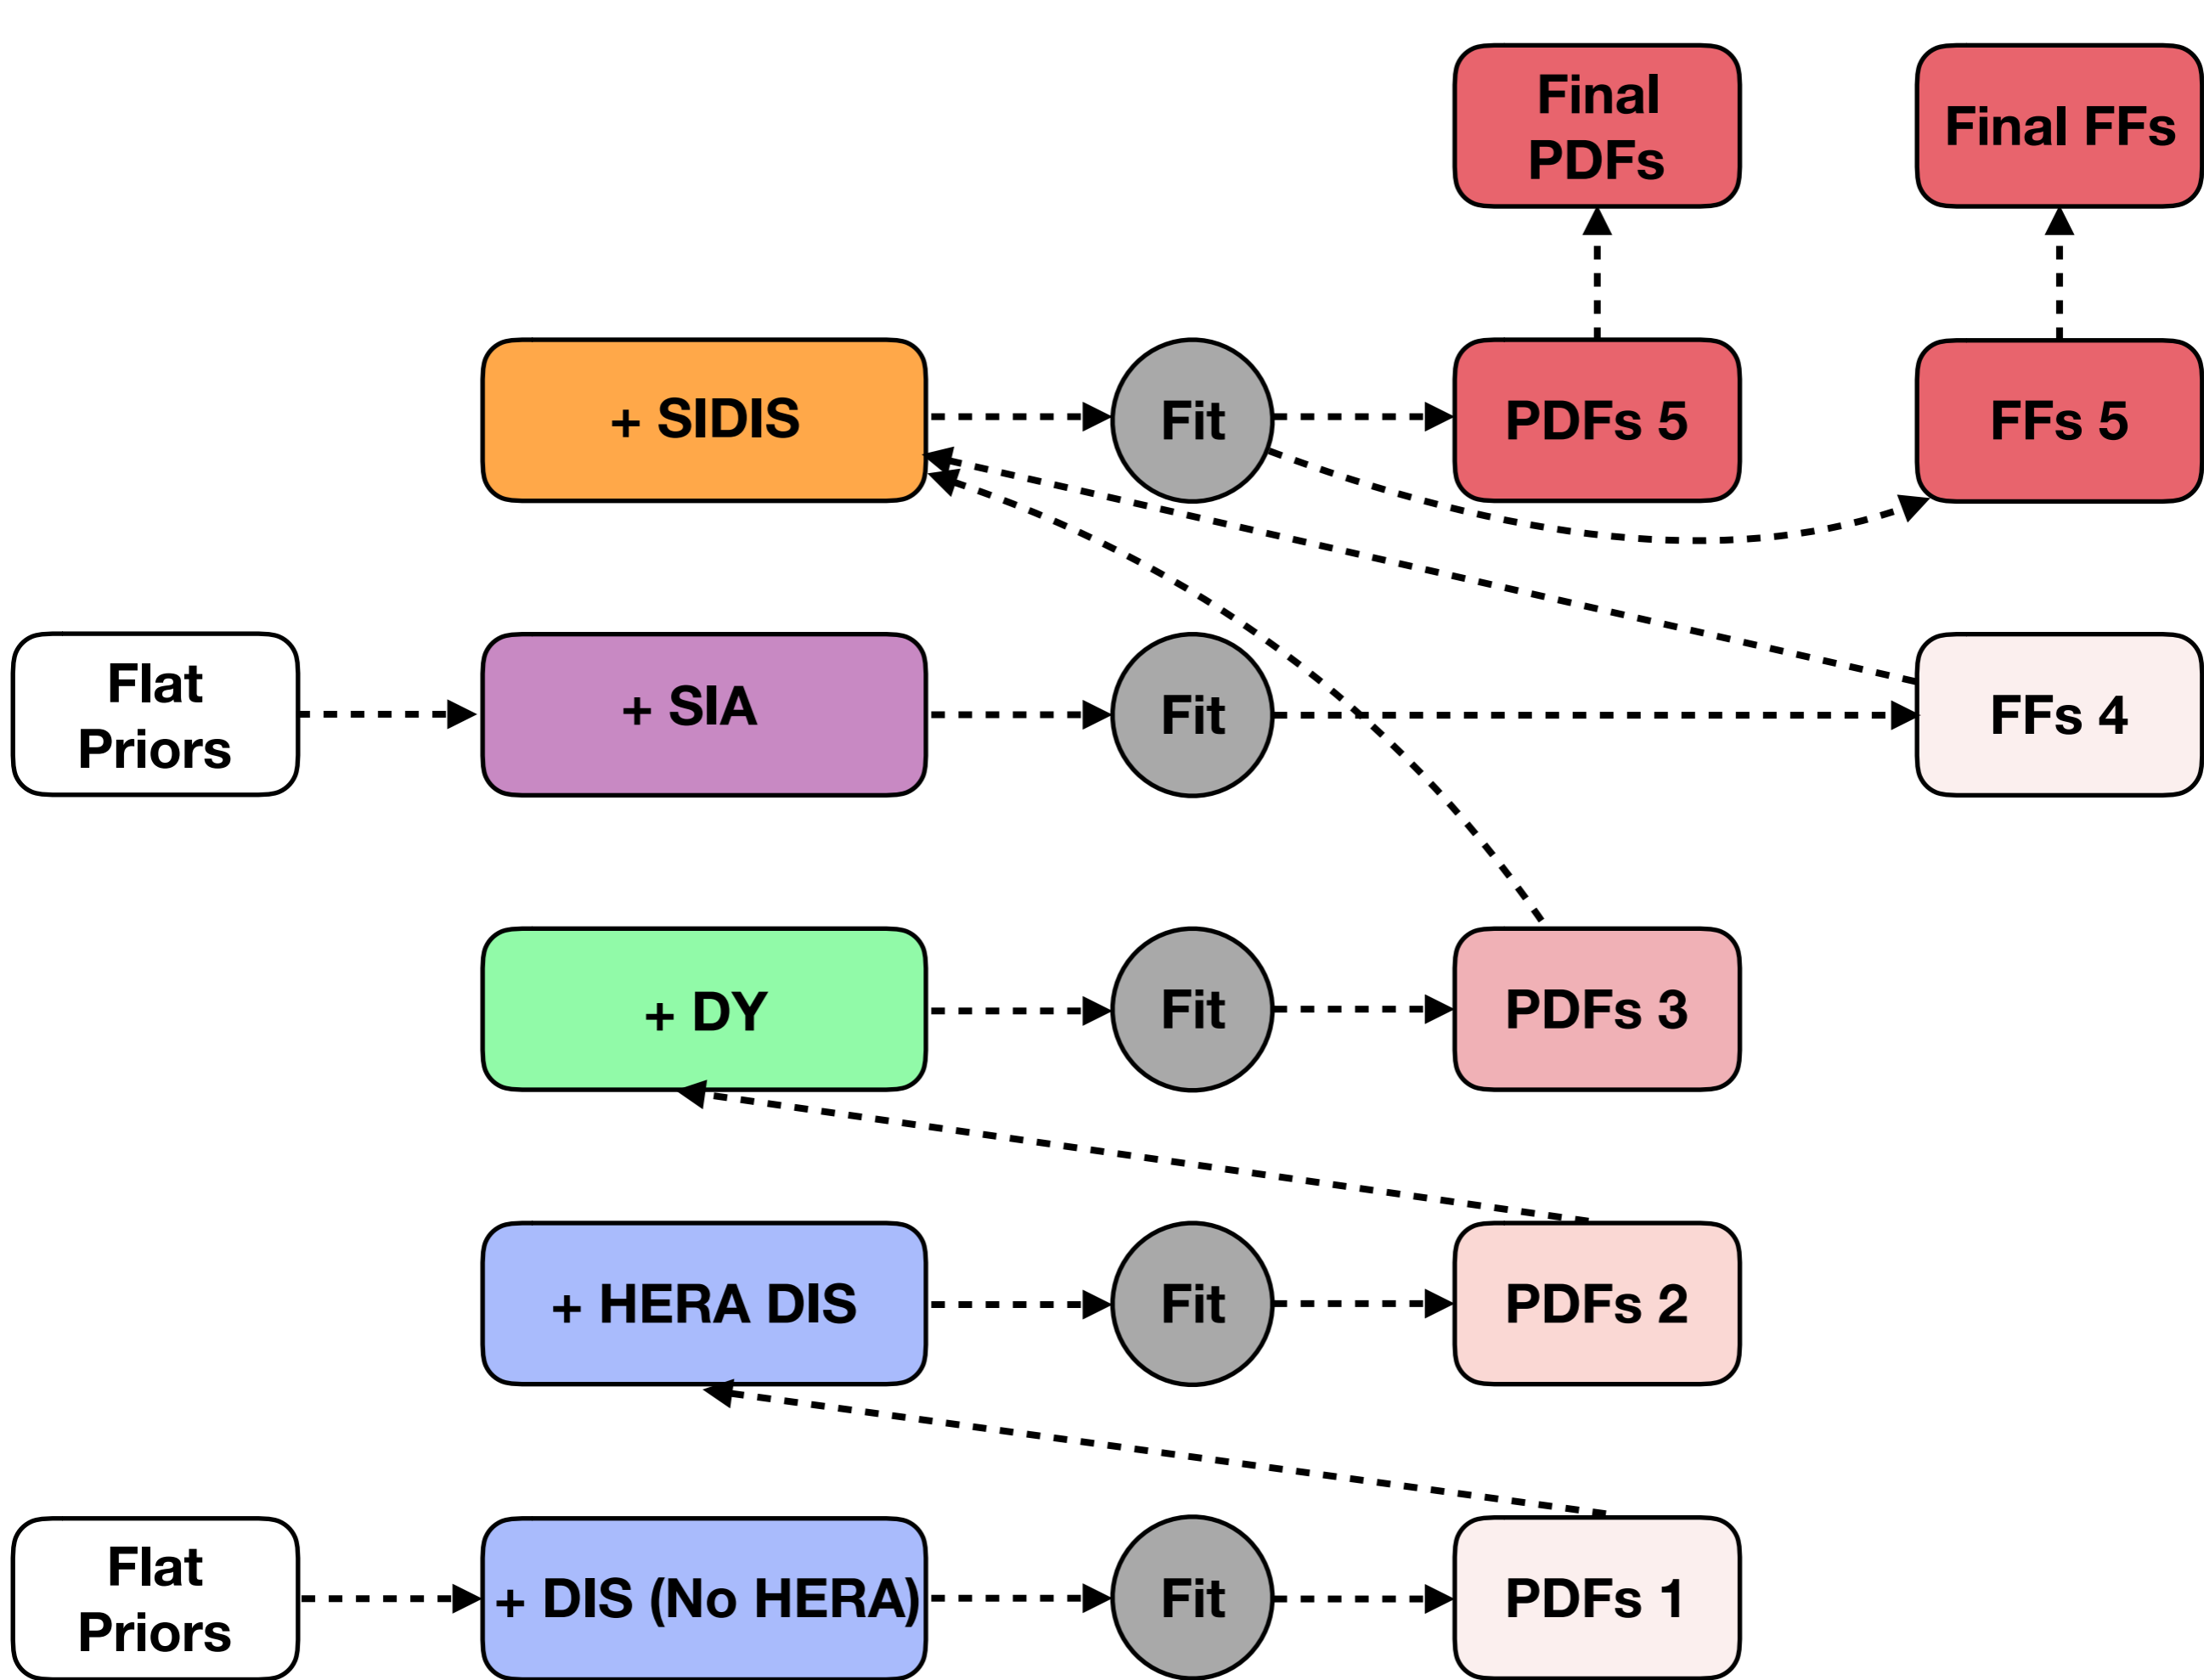 Final
PDFs
Final FFs
+ SIDIS
Fit
PDFs 5
FFs 5
Flat
Priors
+ SIA
Fit
FFs 4
+ DY
Fit
PDFs 3
+ HERA DIS
Fit
PDFs 2
Flat
Priors
+ DIS (No HERA)
Fit
PDFs 1